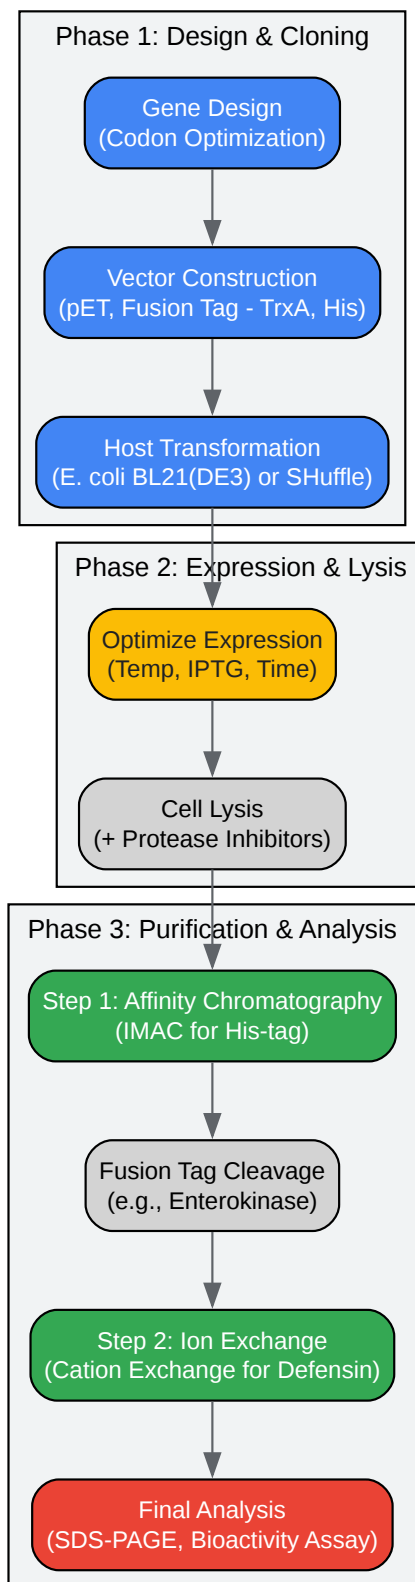 Phase 1: Design & Cloning
Gene Design
(Codon Optimization)
Vector Construction
(pET, Fusion Tag - TrxA, His)
Host Transformation
(E. coli BL21(DE3) or SHuffle)
Phase 2: Expression & Lysis
Optimize Expression
(Temp, IPTG, Time)
Cell Lysis
(+ Protease Inhibitors)
Phase 3: Purification & Analysis
Step 1: Affinity Chromatography
(IMAC for His-tag)
Fusion Tag Cleavage
(e.g., Enterokinase)
Step 2: Ion Exchange
(Cation Exchange for Defensin)
Final Analysis
(SDS-PAGE, Bioactivity Assay)